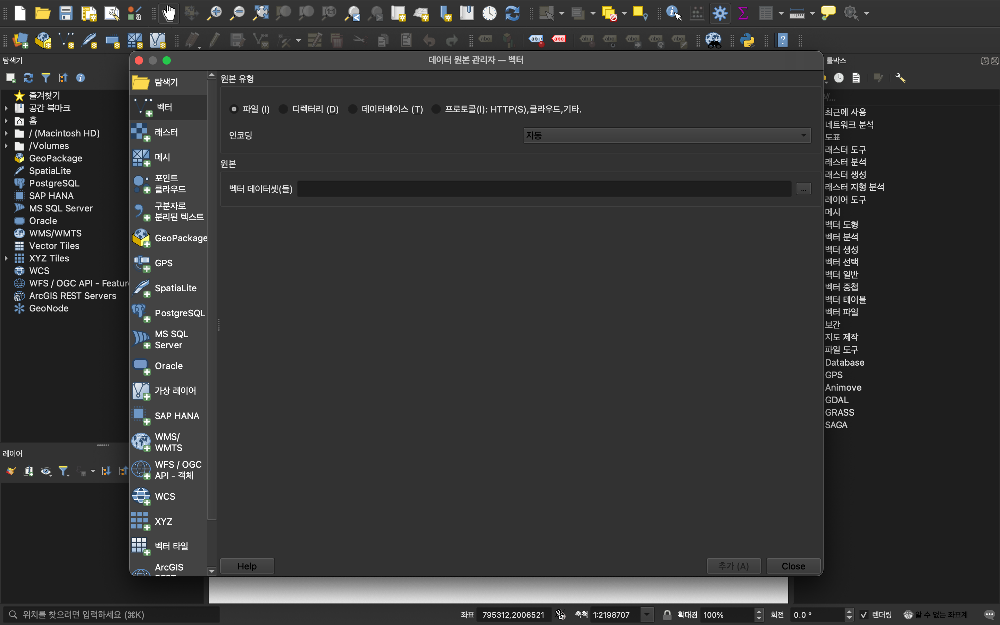 데이터 원본 관리자 — 벡터
탐색기
즐겨찾기
공간 북마크
홈
/ (Macintosh HD)
/Volumes
GeoPackage
SpatiaLite
PostgreSQL
SAP HANA
MS SQL Server
Oracle
WMS/WMTS
Vector Tiles
XYZ Tiles
WCS
WFS / OGC API - Featur
ArcGIS REST Servers
GeoNode
레이어
탐색기
벡터
래스터
메시
포인트
클라우드
구분자로
분리된 텍스트
GeoPackage
GPS
SpatiaLite
PostgreSQL
MS SQL
Server
Oracle
가상 레이어
SAP HANA
WMS/
WMTS
WFS / OGC
API - 객체
WCS
XYZ
벡터 타일
ArcGIS
원본 유형
파일 (I) 디렉터리 (D) 데이터베이스 (T) 프로토콜(I): HTTP(S),클라우드,기타.
인코딩 자동
원본
벡터 데이터셋(들) ...
Help 추가 (A) Close
툴박스
색...
최근에 사용
네트워크 분석
도표
래스터 도구
래스터 분석
래스터 생성
래스터 지형 분석
레이어 도구
메시
벡터 도형
벡터 분석
벡터 생성
벡터 선택
벡터 일반
벡터 중첩
벡터 테이블
벡터 파일
보간
지도 제작
파일 도구
Database
GPS
Animove
GDAL
GRASS
SAGA
위치를 찾으려면 입력하세요 (⌘K) 좌표 795312,2006521 축척 1:2198707 확대경 100% 회전 0.0 ° 렌더링 알 수 없는 좌표계